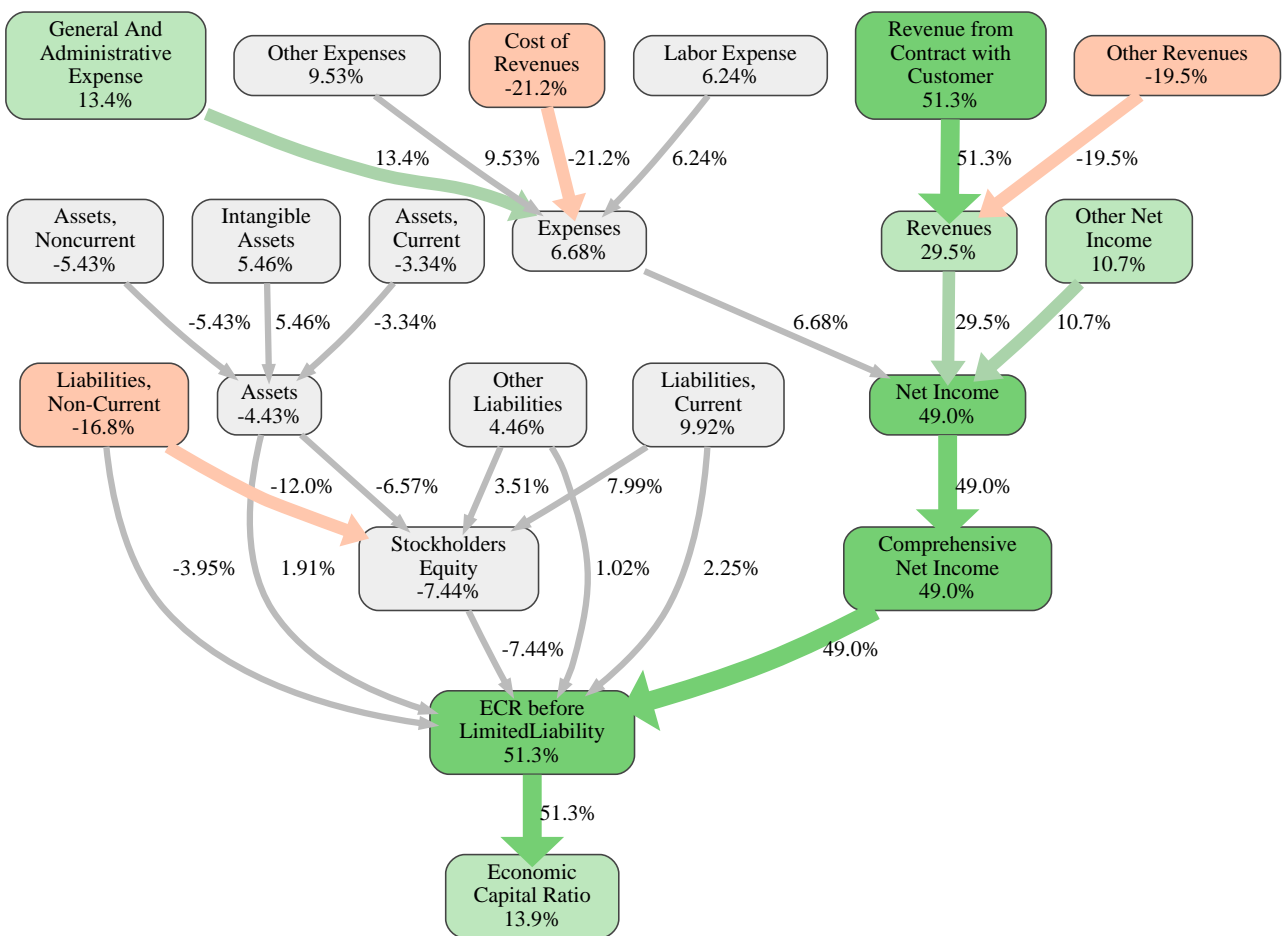 General And
Administrative
Expense
13.4%
Other Expenses
9.53%
Cost of
Revenues
-21.2%
Labor Expense
6.24%
Revenue from
Contract with
Customer
51.3%
Other Revenues
-19.5%
13.4%
9.53%
-21.2%
6.24%
51.3%
-19.5%
Assets,
Noncurrent
-5.43%
Intangible
Assets
5.46%
Assets,
Current
-3.34%
Expenses
6.68%
Revenues
29.5%
Other Net
Income
10.7%
-5.43%
5.46%
-3.34%
6.68%
29.5%
10.7%
Liabilities,
Non-Current
-16.8%
Assets
-4.43%
Other
Liabilities
4.46%
Liabilities,
Current
9.92%
Net Income
49.0%
-12.0%
-6.57%
3.51%
7.99%
49.0%
-3.95%
1.91%
Stockholders
Equity
-7.44%
1.02%
2.25%
Comprehensive
Net Income
49.0%
-7.44%
49.0%
ECR before
LimitedLiability
51.3%
51.3%
Economic
Capital Ratio
13.9%